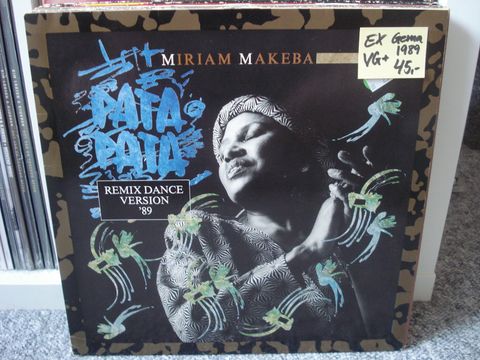 MIRIAM MAKEBA
PATA
PATA
REMIX DANCE
VERSION
'89
EX Gema
1989
VG+ 45,-